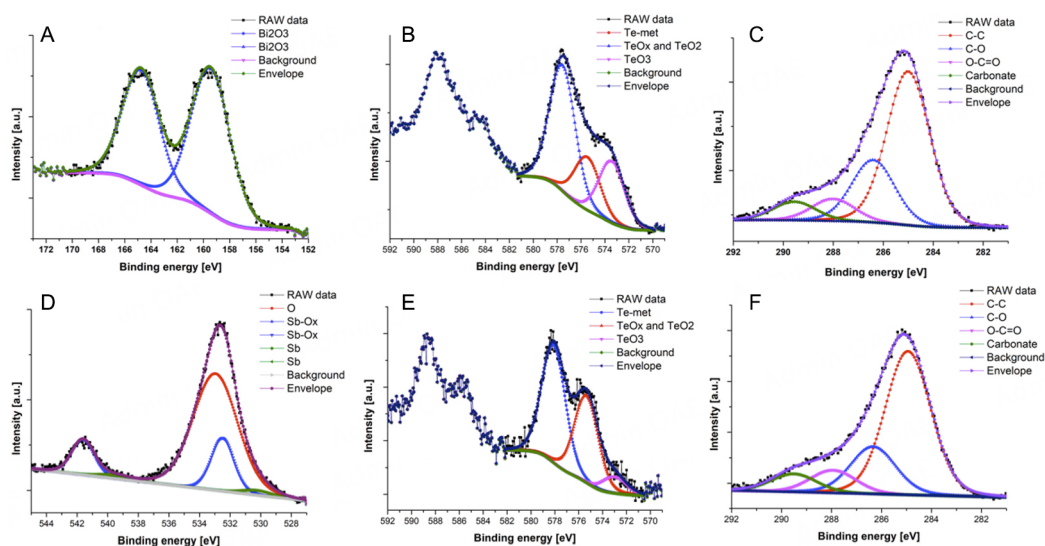 A
RAW data
Bi2O3
Bi2O3
Background
Envelope
Intensity [a.u.]
172 170 168 166 164 162 160 158 156 154 152
Binding energy [eV]
B
RAW data
Te-met
TeOx and TeO2
TeO3
Background
Envelope
Intensity [a.u.]
592 590 588 586 584 582 580 578 576 574 572 570
Binding energy [eV]
C
RAW data
C-C
C-O
O-C=O
Carbonate
Background
Envelope
Intensity [a.u.]
292 290 288 286 284 282
Binding energy [eV]
D
RAW data
O
Sb-Ox
Sb-Ox
Sb
Sb
Background
Envelope
Intensity [a.u.]
544 542 540 538 536 534 532 530 528
Binding energy [eV]
E
RAW data
Te-met
TeOx and TeO2
TeO3
Background
Envelope
Intensity [a.u.]
592 590 588 586 584 582 580 578 576 574 572 570
Binding energy [eV]
F
RAW data
C-C
C-O
O-C=O
Carbonate
Background
Envelope
Intensity [a.u.]
292 290 288 286 284 282
Binding energy [eV]